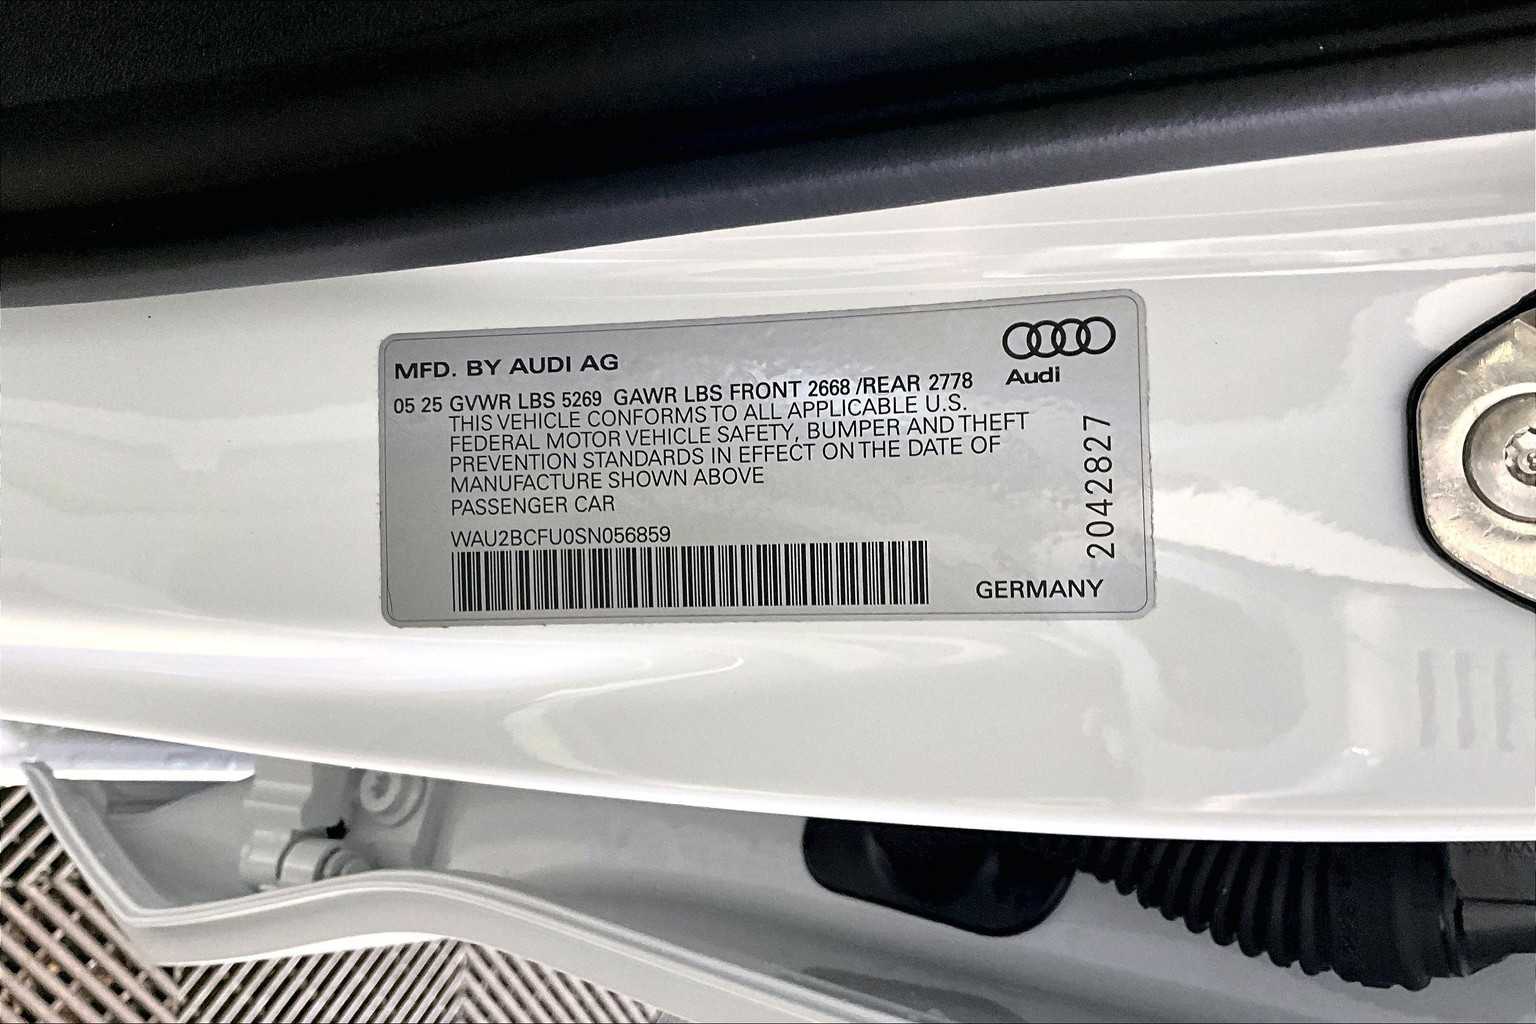 MFD. BY AUDI AG
Audi
05 25 GVWR LBS 5269 GAWR LBS FRONT 2668 /REAR 2778
THIS VEHICLE CONFORMS TO ALL APPLICABLE U.S.
FEDERAL MOTOR VEHICLE SAFETY, BUMPER AND THEFT
PREVENTION STANDARDS IN EFFECT ON THE DATE OF
MANUFACTURE SHOWN ABOVE
PASSENGER CAR
WAU2BCFU0SN056859
2042827
GERMANY